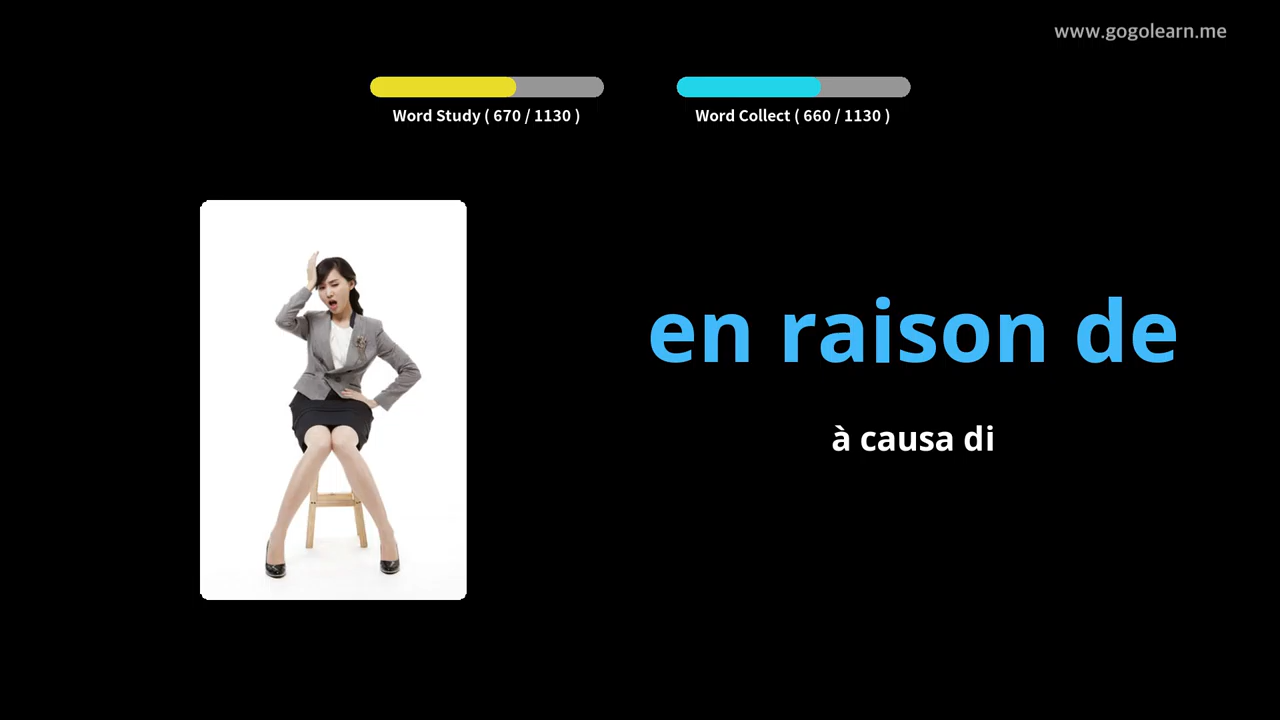 www.gogolearn.me
Word Study ( 670 / 1130 )
Word Collect ( 660 / 1130 )
en raison de
à causa di